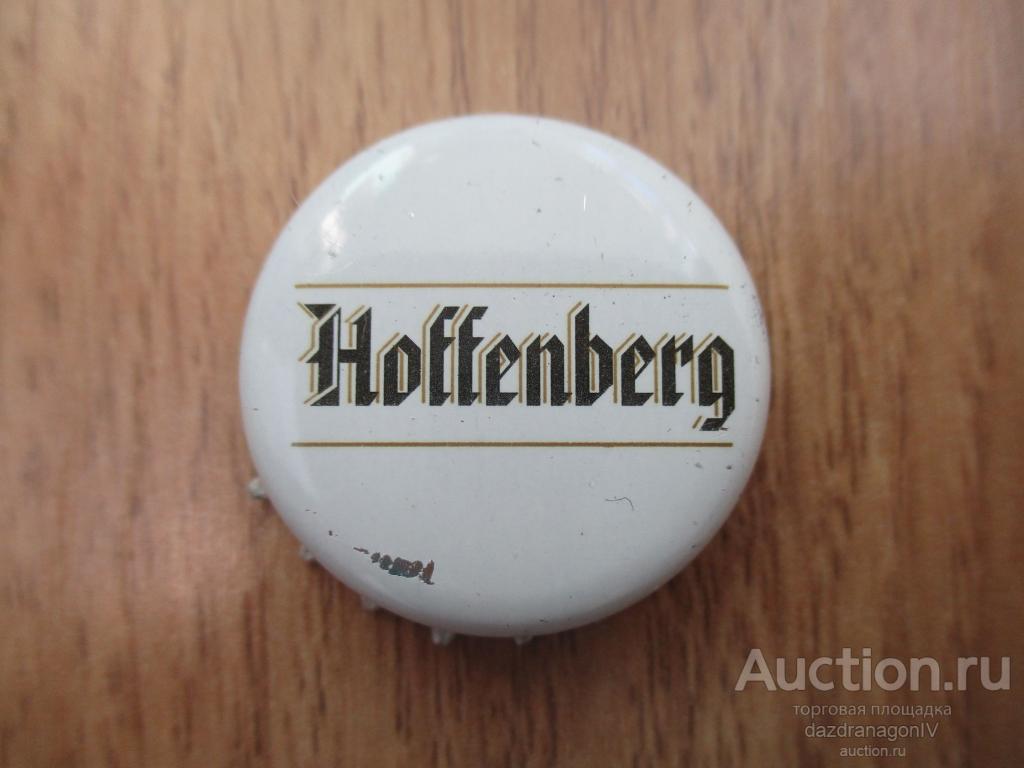 Hoffenberg
Auction.ru
торговая площадка
dazdranagonIV
auction.ru